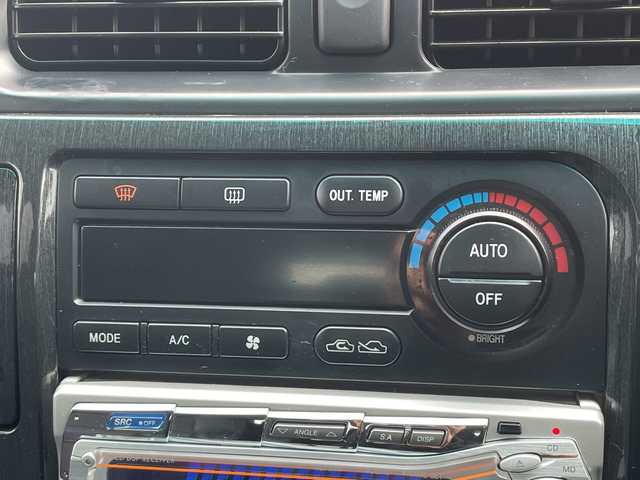 OUT. TEMP
AUTO
OFF
BRIGHT
MODE A/C
SRC OFF
ANGLE
S.A DISP
CD
MD